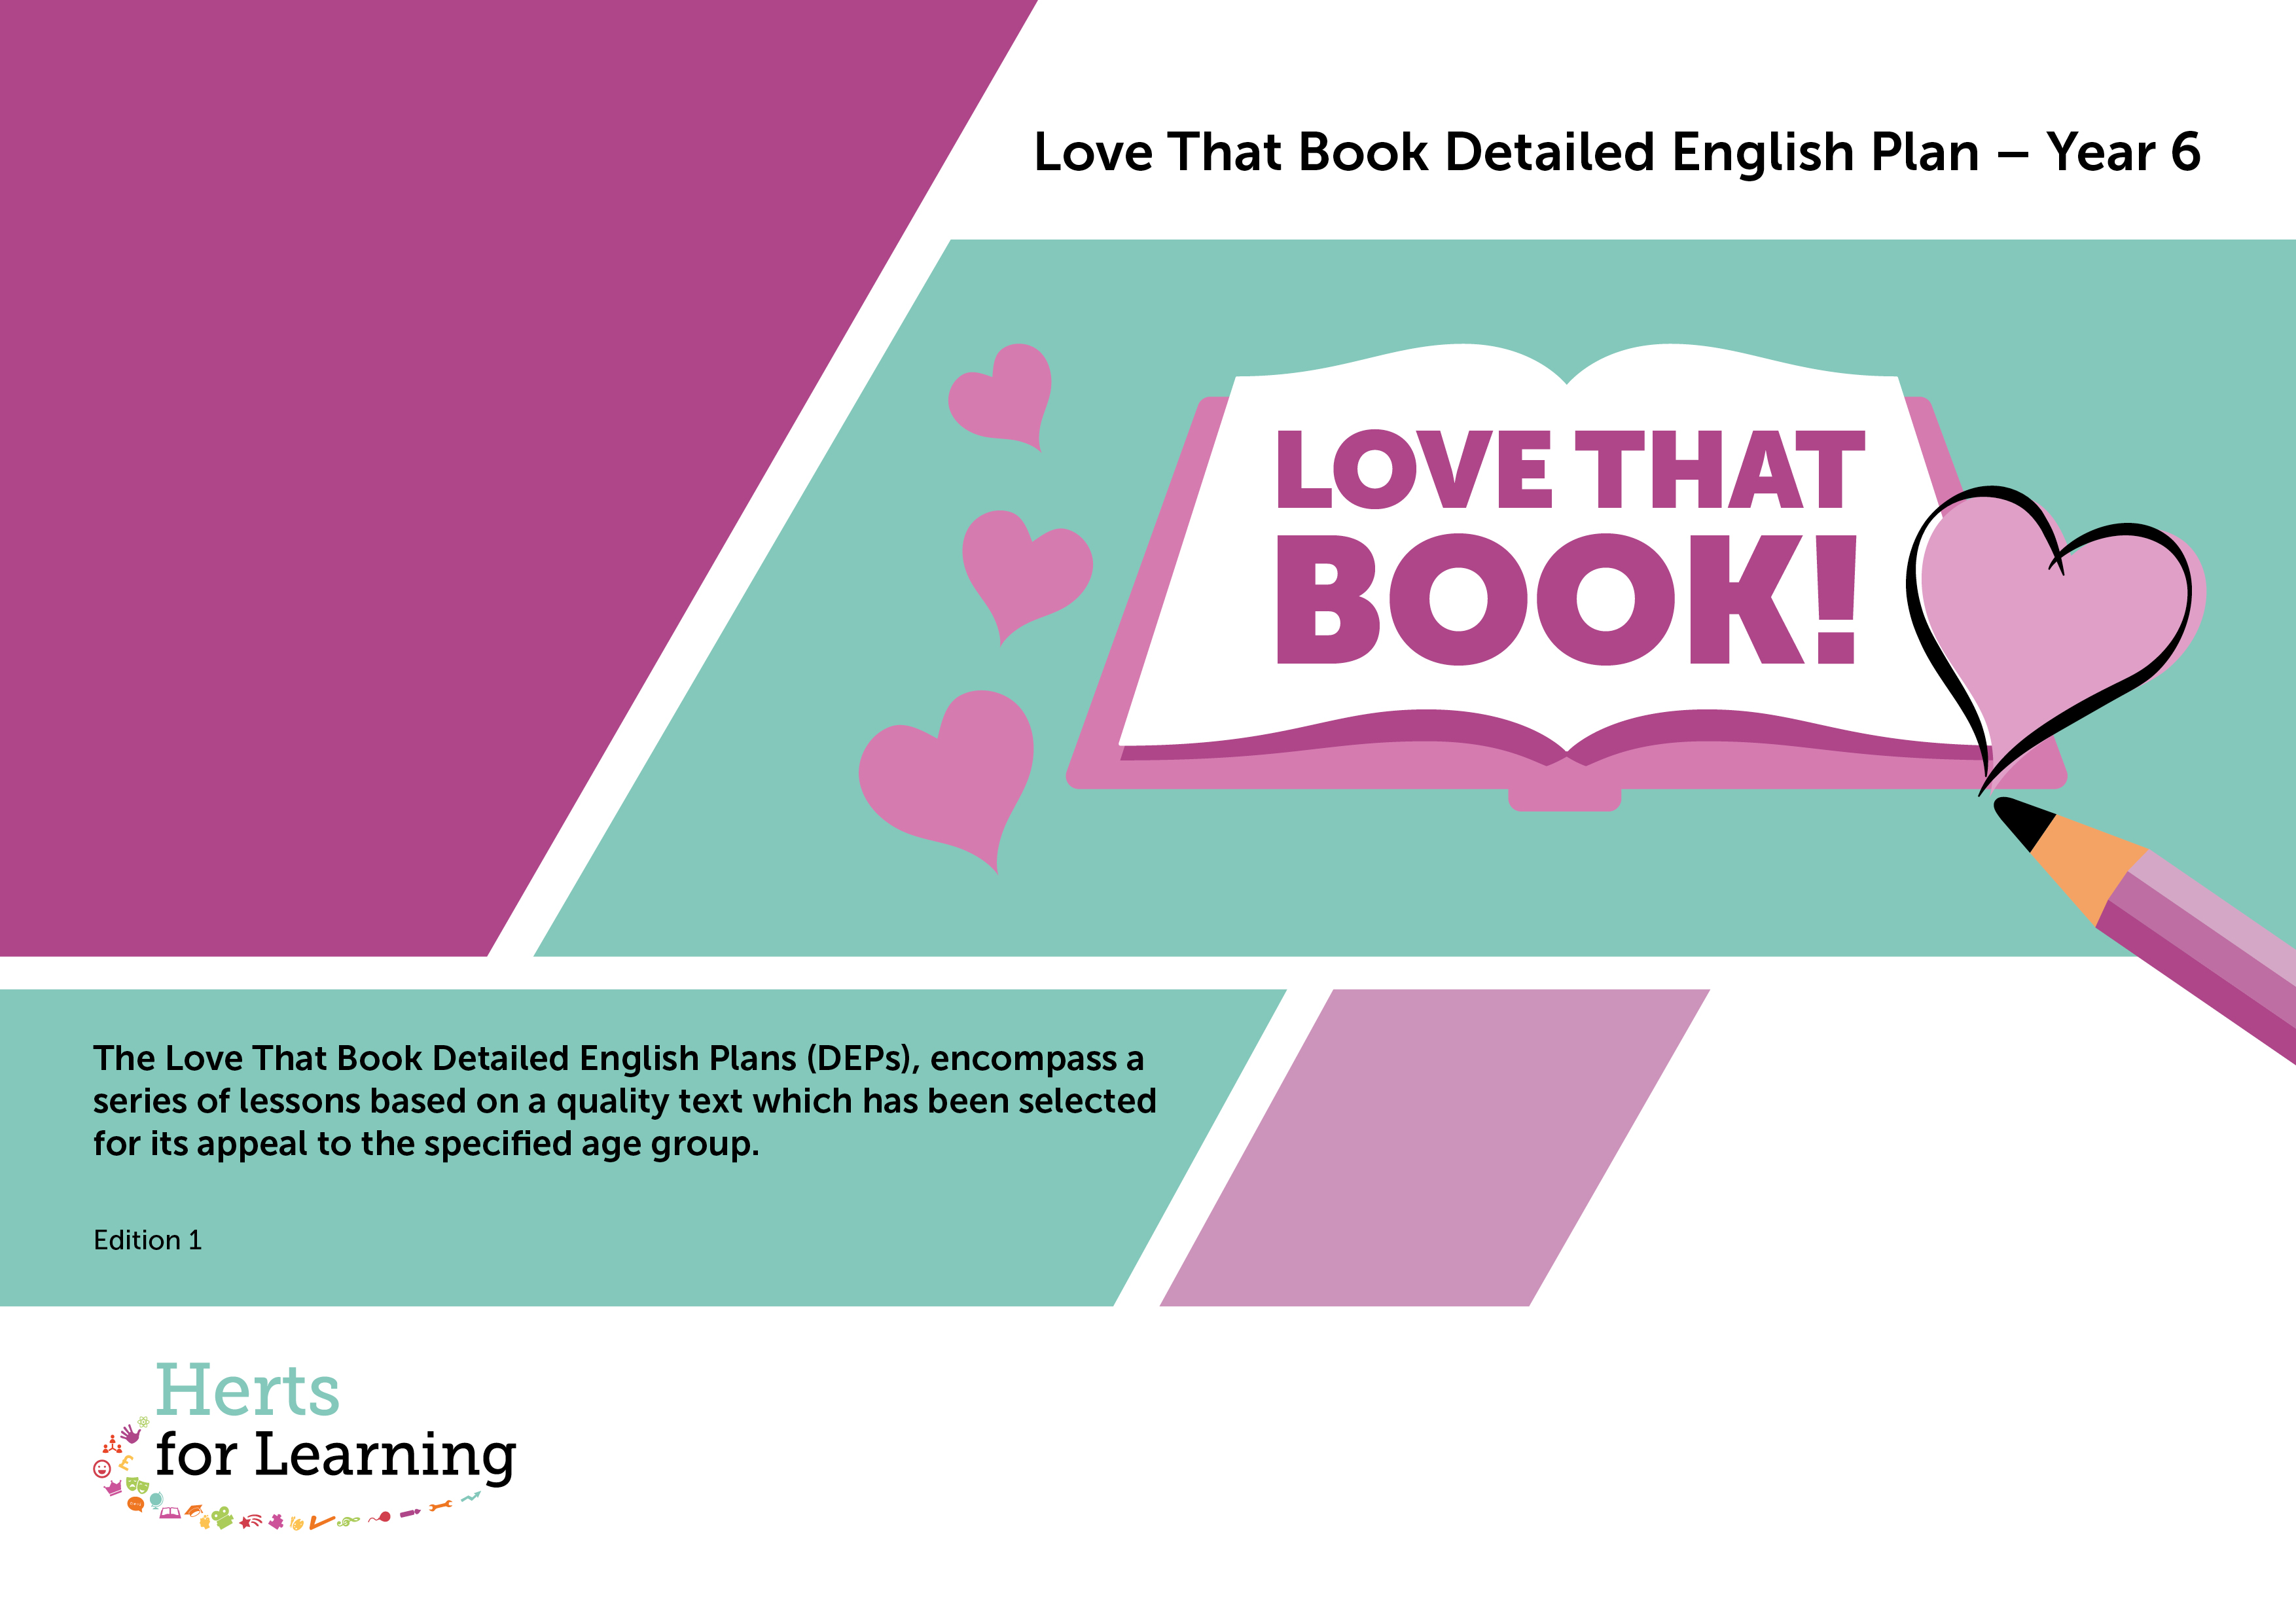 Love That Book Detailed English Plan – Year 6
LOVE THAT
BOOK!
The Love That Book Detailed English Plans (DEPs), encompass a
series of lessons based on a quality text which has been selected
for its appeal to the specified age group.
Edition 1
Herts
for Learning